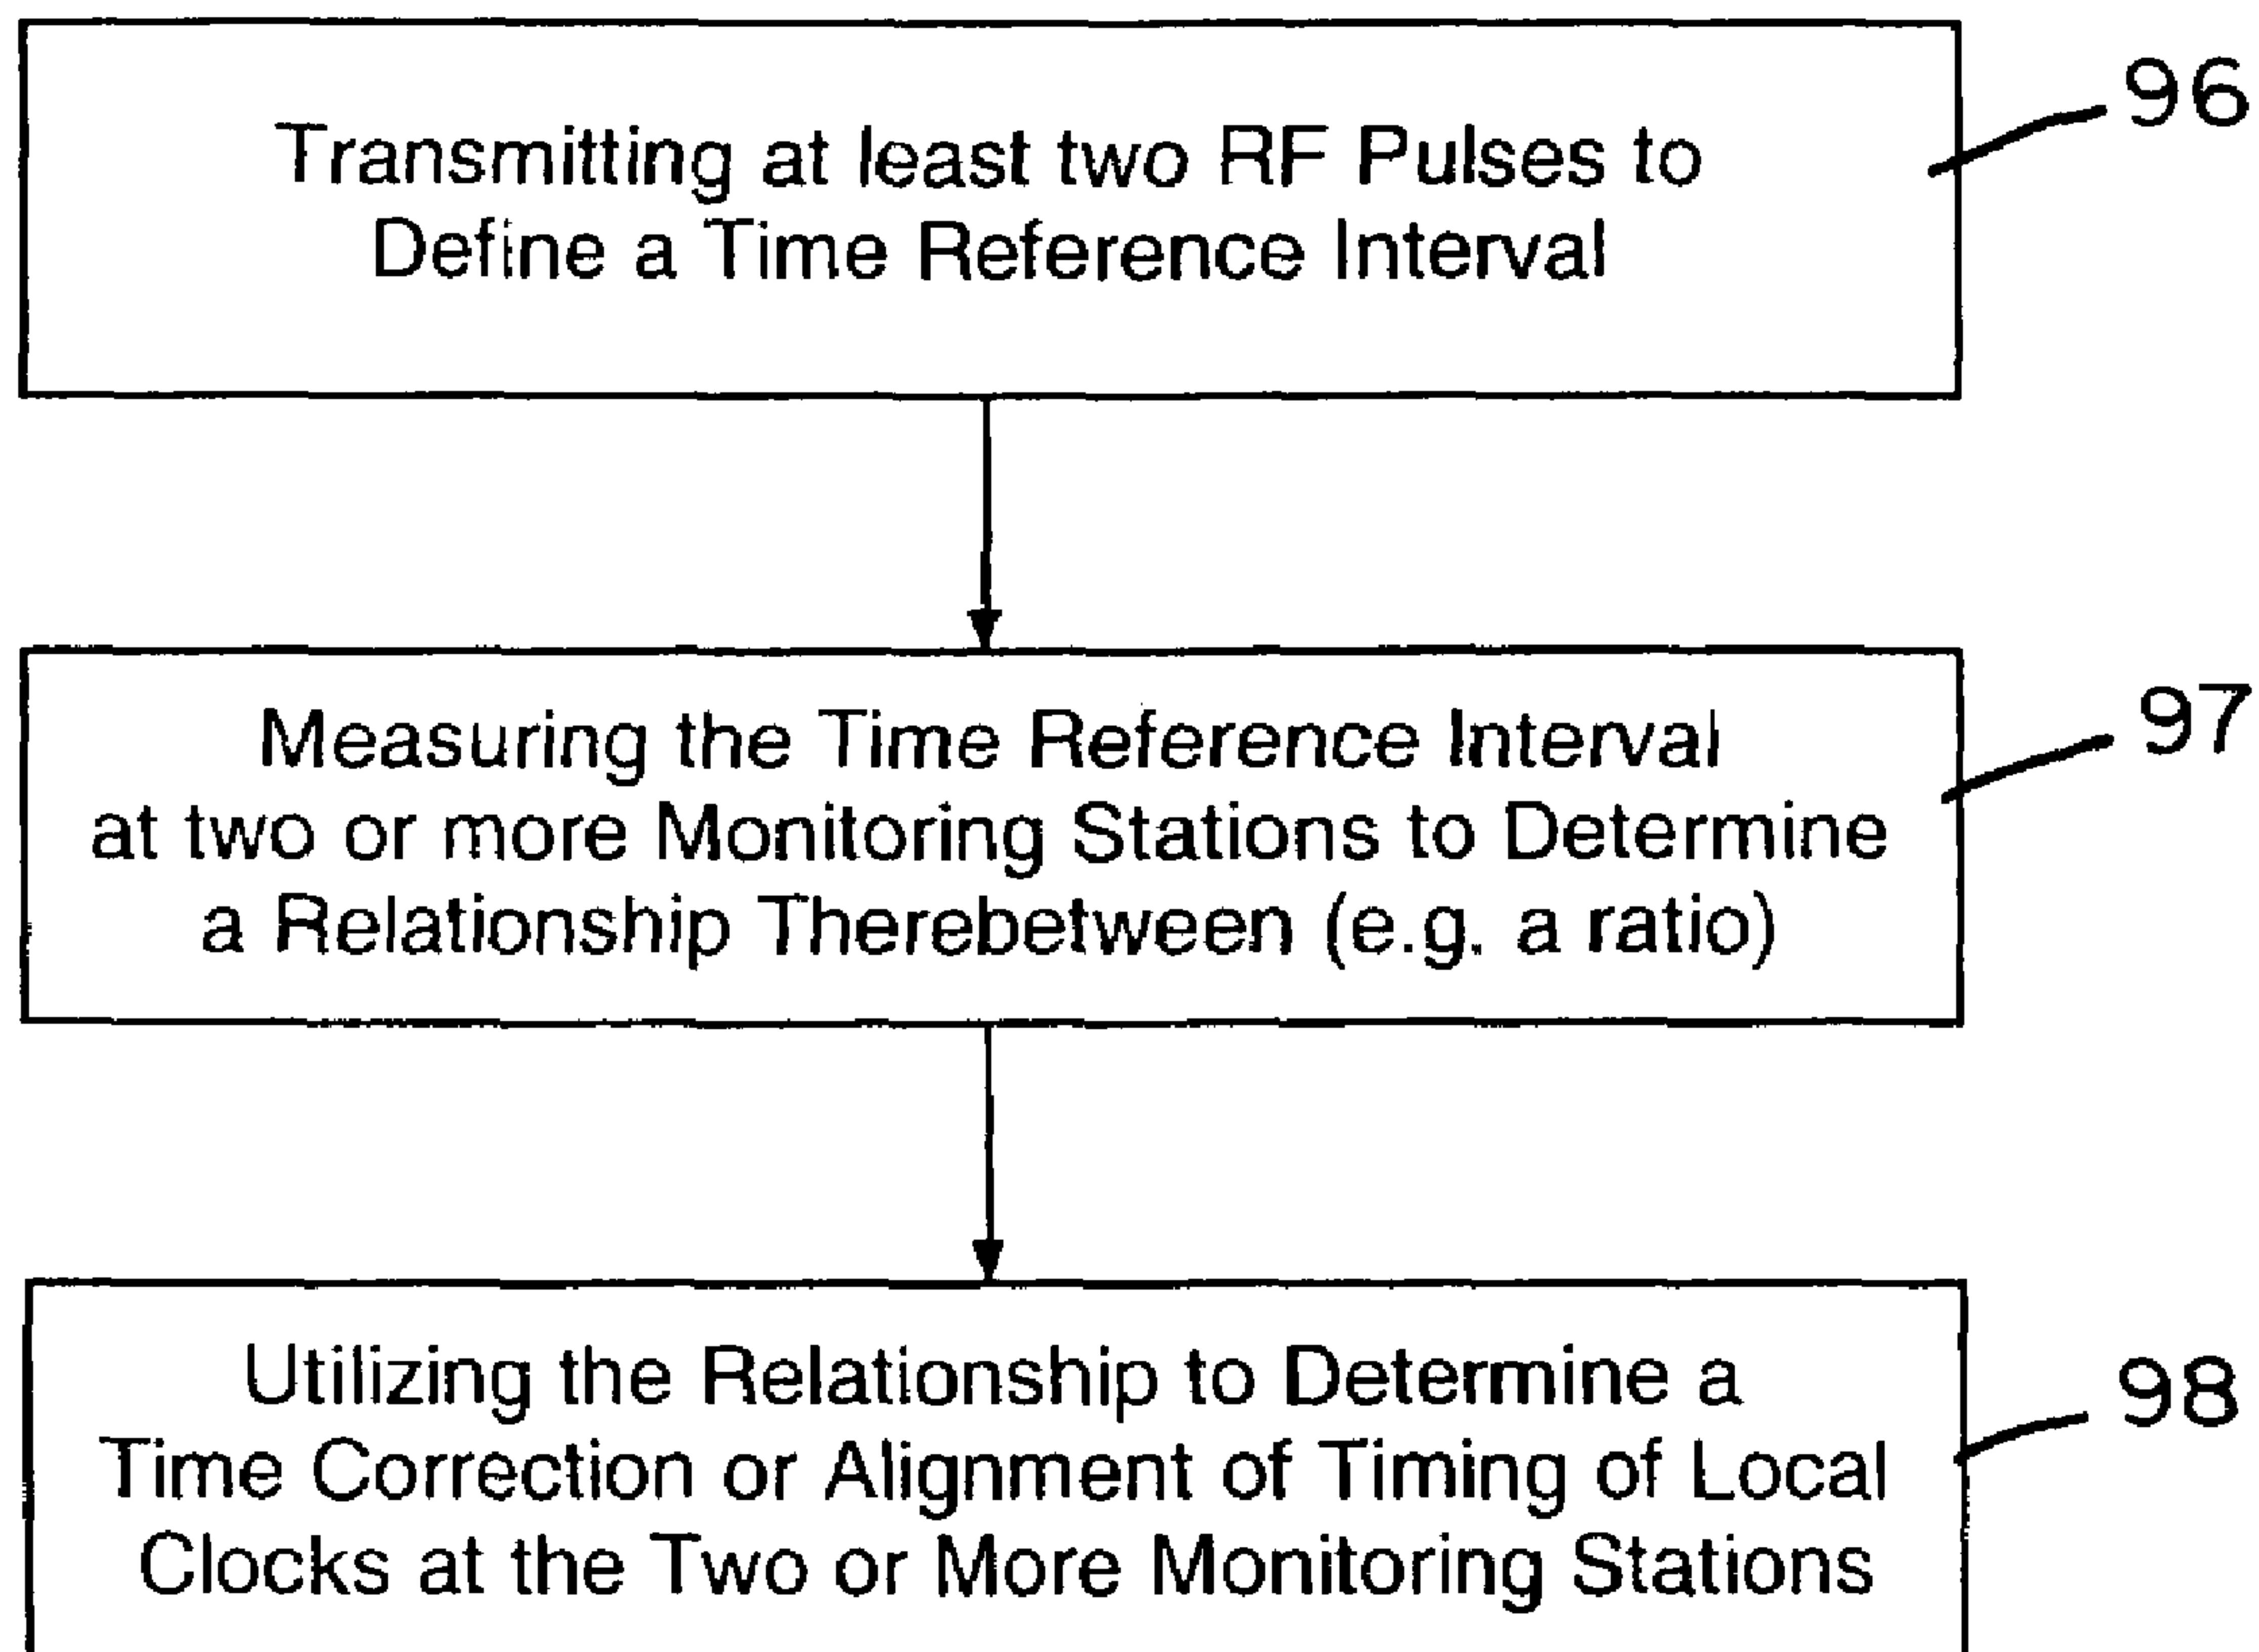 Transmitting at least two RF Pulses to
Define a Time Reference Interval
96
Measuring the Time Reference Interval
at two or more Monitoring Stations to Determine
a Relationship Therebetween (e.g. a ratio)
97
Utilizing the Relationship to Determine a
Time Correction or Alignment of Timing of Local
Clocks at the Two or More Monitoring Stations
98